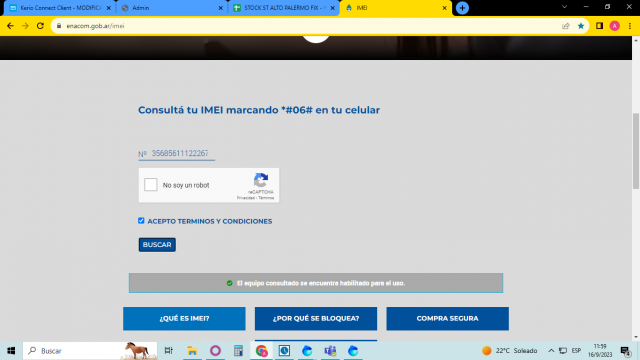 Kerio Connect Client - MODIFICA
Admin
STOCK ST ALTO PALERMO FIX -
IMEI
enacom.gob.ar/imei
A
Consultá tu IMEI marcando *#06# en tu celular
Nº 35685611122267
No soy un robot
reCAPTCHA
Privacidad - Términos
ACEPTO TERMINOS Y CONDICIONES
BUSCAR
El equipo consultado se encuentra habilitado para el uso.
¿QUÉ ES IMEI?
¿POR QUÉ SE BLOQUEA?
COMPRA SEGURA
Buscar
22°C Soleado
ESP
11:59
16/9/2023